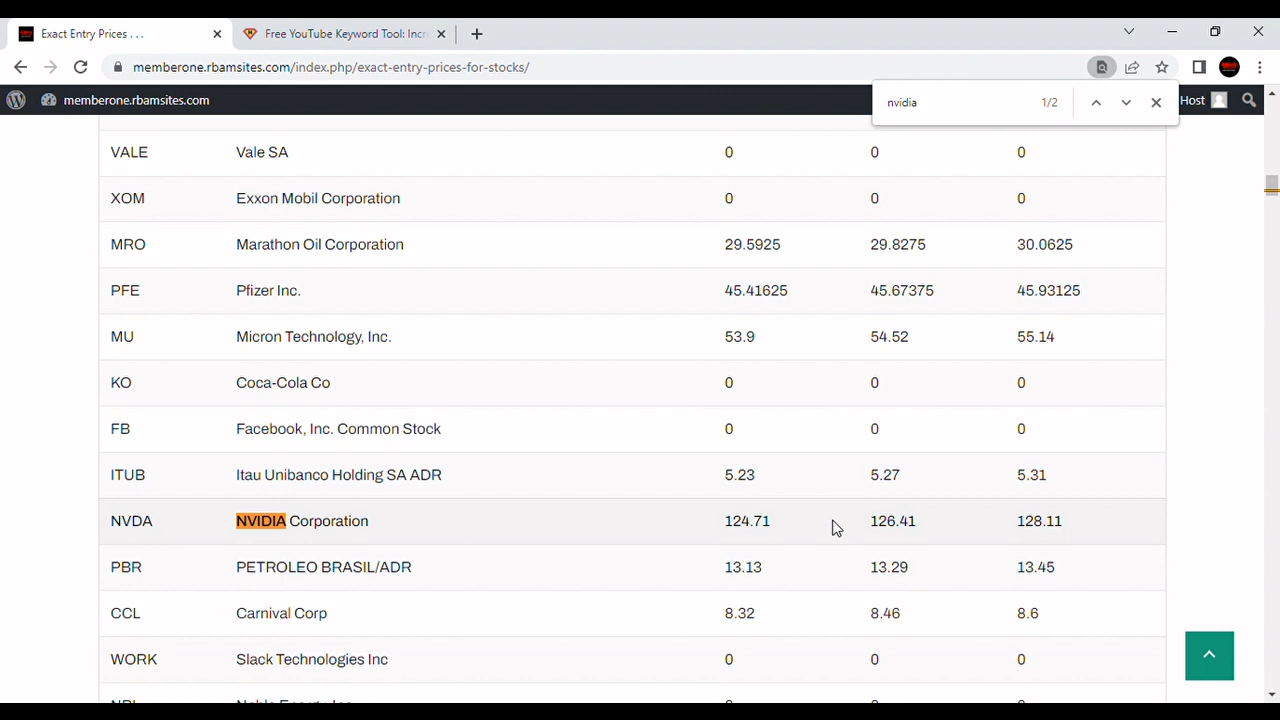 Exact Entry Prices . . .
Free YouTube Keyword Tool: Incr
memberone.rbamsites.com/index.php/exact-entry-prices-for-stocks/
nvidia 1/2
memberone.rbamsites.com Host
VALE Vale SA 0 0 0
XOM Exxon Mobil Corporation 0 0 0
MRO Marathon Oil Corporation 29.5925 29.8275 30.0625
PFE Pfizer Inc. 45.41625 45.67375 45.93125
MU Micron Technology, Inc. 53.9 54.52 55.14
KO Coca-Cola Co 0 0 0
FB Facebook, Inc. Common Stock 0 0 0
ITUB Itau Unibanco Holding SA ADR 5.23 5.27 5.31
NVDA NVIDIA Corporation 124.71 126.41 128.11
PBR PETROLEO BRASIL/ADR 13.13 13.29 13.45
CCL Carnival Corp 8.32 8.46 8.6
WORK Slack Technologies Inc 0 0 0